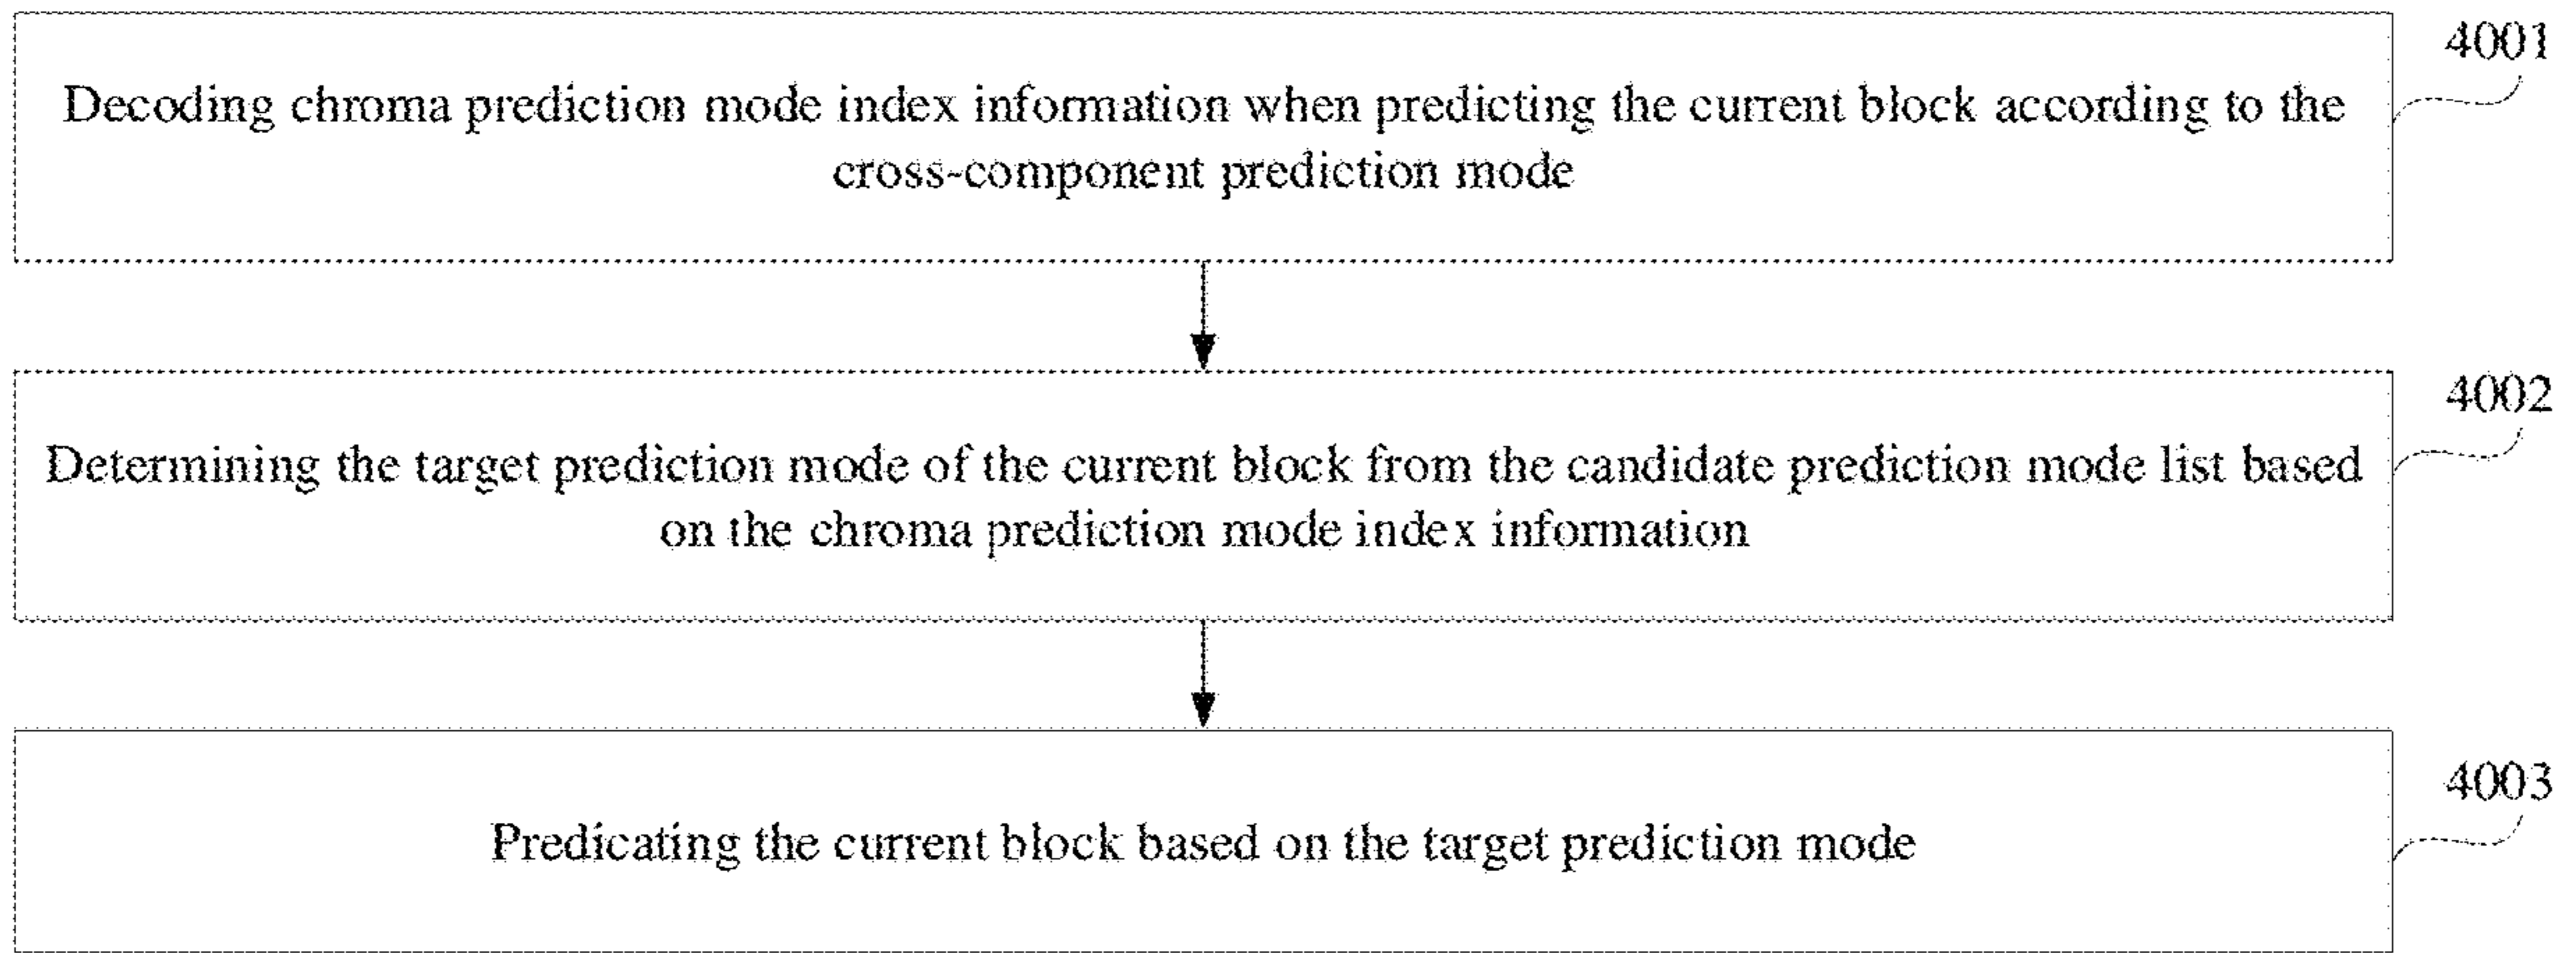 4001
Decoding chroma prediction mode index information when predicting the current block according to the
cross-component prediction mode
4002
Determining the target prediction mode of the current block from the candidate prediction mode list based
on the chroma prediction mode index information
4003
Predicating the current block based on the target prediction mode